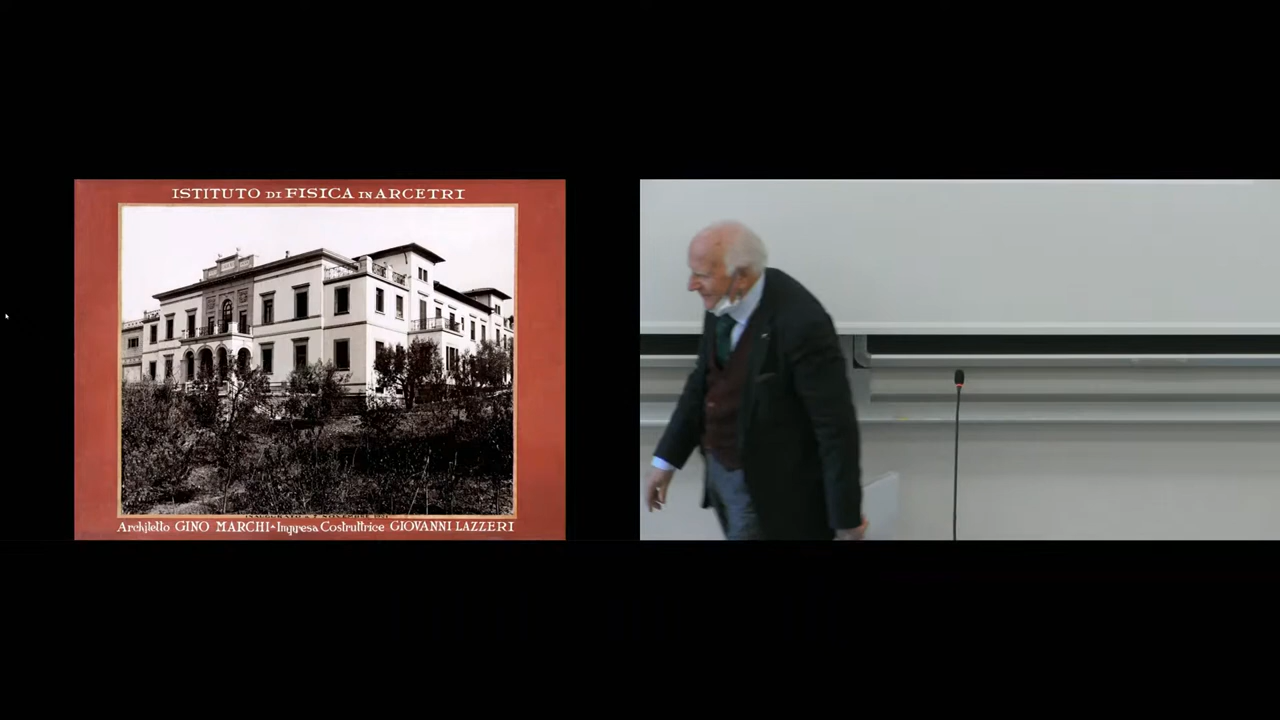 ISTITUTO DI FISICA IN ARCETRI
Architetto GINO MARCHI - Impresa Costruttrice GIOVANNI LAZZERI